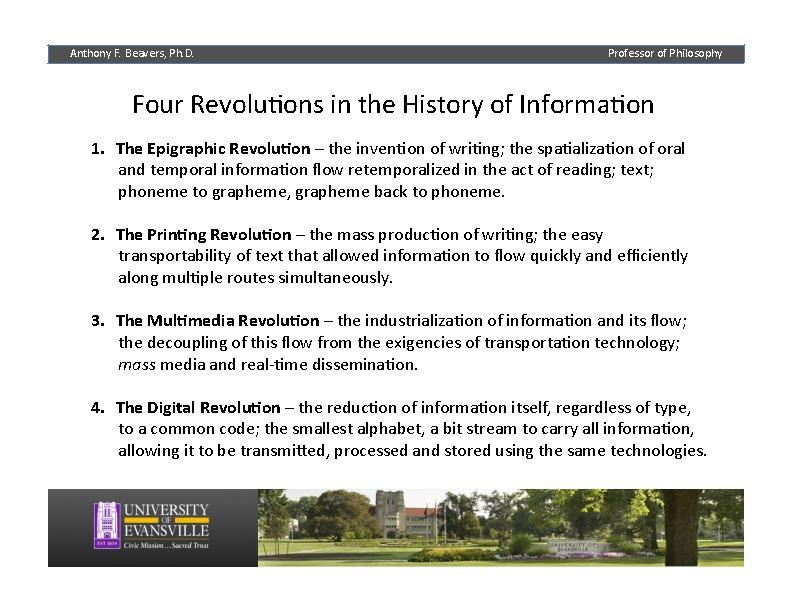 Anthony F. Beavers, Ph.D.
Professor of Philosophy
Four Revolutions in the History of Information
1. The Epigraphic Revolution – the invention of writing; the spatialization of oral
and temporal information flow retemporalized in the act of reading; text;
phoneme to grapheme, grapheme back to phoneme.
2. The Printing Revolution – the mass production of writing; the easy
transportability of text that allowed information to flow quickly and efficiently
along multiple routes simultaneously.
3. The Multimedia Revolution – the industrialization of information and its flow;
the decoupling of this flow from the exigencies of transportation technology;
mass media and real-time dissemination.
4. The Digital Revolution – the reduction of information itself, regardless of type,
to a common code; the smallest alphabet, a bit stream to carry all information,
allowing it to be transmitted, processed and stored using the same technologies.
UNIVERSITY
OF
EVANSVILLE
EST 1854
Civic Mission...Sacred Trust
UNIVERSITY OF
EVANSVILLE